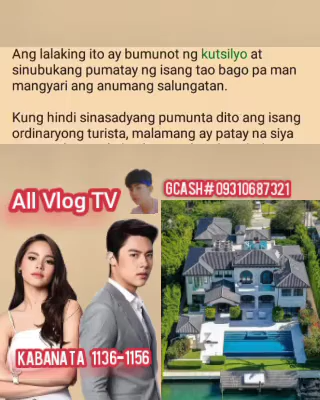 Ang lalaking ito ay bumunot ng kutsilyo at
sinubukang pumatay ng isang tao bago pa man
mangyari ang anumang salungatan.
Kung hindi sinasadyang pumunta dito ang isang
ordinaryong turista, malamang ay patay na siya
GCASH#09310687321
All Vlog TV
KABANATA 1136-1156